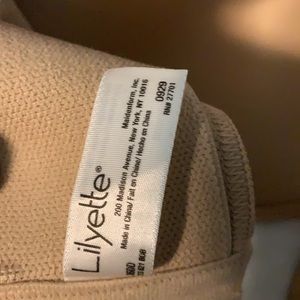 Lilyette®
200 Madison Avenue, New York, NY 10016
Maidenform, Inc.
Made in China/ Fait en Chine/ Hecho en China
0929
RN# 27701